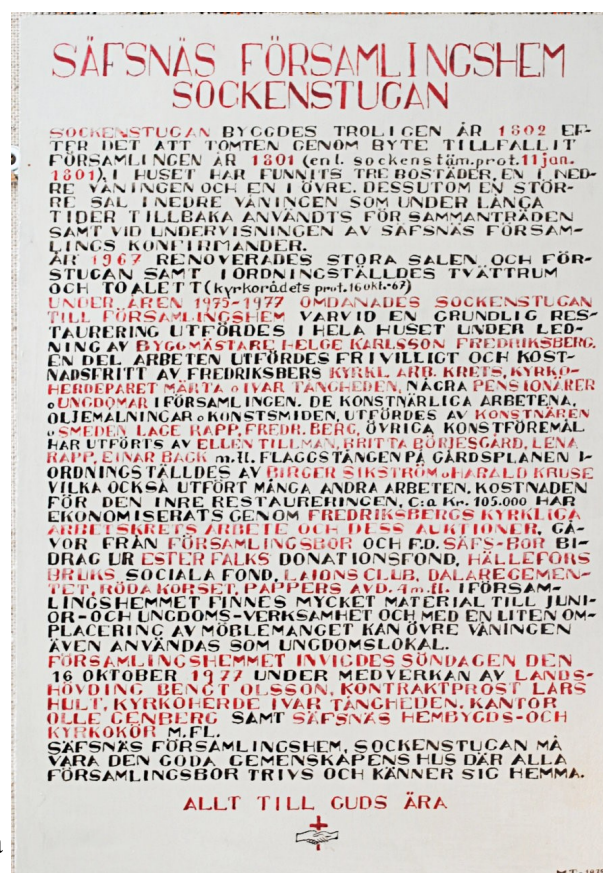 SÄFSNÄS FÖRSAMLINGSHEM
SOCKENSTUGAN
SOCKENSTUGAN BYGGDES TROLIGEN ÅR 1802 EF-
TER DET ATT TOMTEN GENOM BYTE TILLFALLIT
FÖRSAMLINGEN ÅR 1801 (enl. sockenstäm.prot.11 jan.
1801), I HUSET HAR FUNNITS TRE BOSTÄDER, EN I NED-
RE VÅNINGEN OCH EN I ÖVRE. DESSUTOM EN STÖR-
RE SAL I NEDRE VÅNINGEN SOM UNDER LÅNGA
TIDER TILLBAKA ANVÄNDTS FÖR SAMMANTRÄDEN
SAMT VID UNDERVISNINGEN AV SÄFSNÄS FÖRSAM-
LINGS KONFIRMANDER.
ÅR 1967 RENOVERADES STORA SALEN OCH FÖR-
STUGAN SAMT IORDNINGSTÄLLDES TVÄTTRUM
OCH TOALETT (kyrkorådets prot. 16 okt.-67)
UNDER ÅREN 1975-1977 OMDANADES SOCKENSTUGAN
TILL FÖRSAMLINGSHEM VARVID EN GRUNDLIG RES-
TAURERING UTFÖRDES I HELA HUSET UNDER LED-
NING AV BYGGMÄSTARE HELGE KARLSSON FREDRIKSBERG.
EN DEL ARBETEN UTFÖRDES FRIVILLIGT OCH KOST-
NADSFRITT AV FREDRIKSBERS KYRKL. ARB. KRETS, KYRKO-
HERDEPARET MÄRTA o IVAR TÄNGHEDEN, NÅGRA PENSIONÄRER
o UNGDOMAR I FÖRSAMLINGEN. DE KONSTNÄRLIGA ARBETENA,
OLJEMÅLNINGAR o KONSTSMIDEN, UTFÖRDES AV KONSTNÄREN
o SMEDEN LAGE RAPP, FREDR. BERG, ÖVRIGA KONSTFÖREMÅL
HAR UTFÖRTS AV ELLEN TILLMAN, BRITTA BÖRJESGÅRD, LENA
RAPP, EINAR BACK m.fl. FLAGGSTÅNGEN PÅ GÅRDSPLANEN I-
ORDNINGSTÄLLDES AV BIRGER SIKSTRÖM o HARALD KRUSE
VILKA OCKSÅ UTFÖRT MÅNGA ANDRA ARBETEN. KOSTNADEN
FÖR DEN INRE RESTAURERINGEN, C:a Kr. 105.000 HAR
EKONOMISERATS GENOM FREDRIKSBERGS KYRKLIGA
ARBETSKRETS ARBETE OCH DESS AUKTIONER, GÅ-
VOR FRÅN FÖRSAMLINGSBOR OCH F.D. SÄFS-BOR BI-
DRAG UR ESTER FALKS DONATIONSFOND, HÄLLEFORS
BRUKS SOCIALA FOND, LAIONS CLUB, DALAREGEMEN-
TET, RÖDA KORSET, PAPPERS AVD. 4 m.fl. I FÖRSAM-
LINGSHEMMET FINNES MYCKET MATERIAL TILL JUNI-
OR- OCH UNGDOMS-VERKSAMHET OCH MED EN LITEN OM-
PLACERING AV MÖBLEMANGET KAN ÖVRE VÅNINGEN
ÄVEN ANVÄNDAS SOM UNGDOMSLOKAL.
FÖRSAMLINGSHEMMET INVIGDES SÖNDAGEN DEN
16 OKTOBER 1977 UNDER MEDVERKAN AV LANDS-
HÖVDING BENGT OLSSON, KONTRAKTPROST LARS
HULT, KYRKOHERDE IVAR TÄNGHEDEN, KANTOR
OLLE GENBERG SAMT SÄFSNÄS HEMBYGDS- OCH
KYRKOKÖR M.FL.
SÄFSNÄS FÖRSAMLINGSHEM, SOCKENSTUGAN MÅ
VARA DEN GODA GEMENSKAPENS HUS DÄR ALLA
FÖRSAMLINGSBOR TRIVS OCH KÄNNER SIG HEMMA.
ALLT TILL GUDS ÄRA